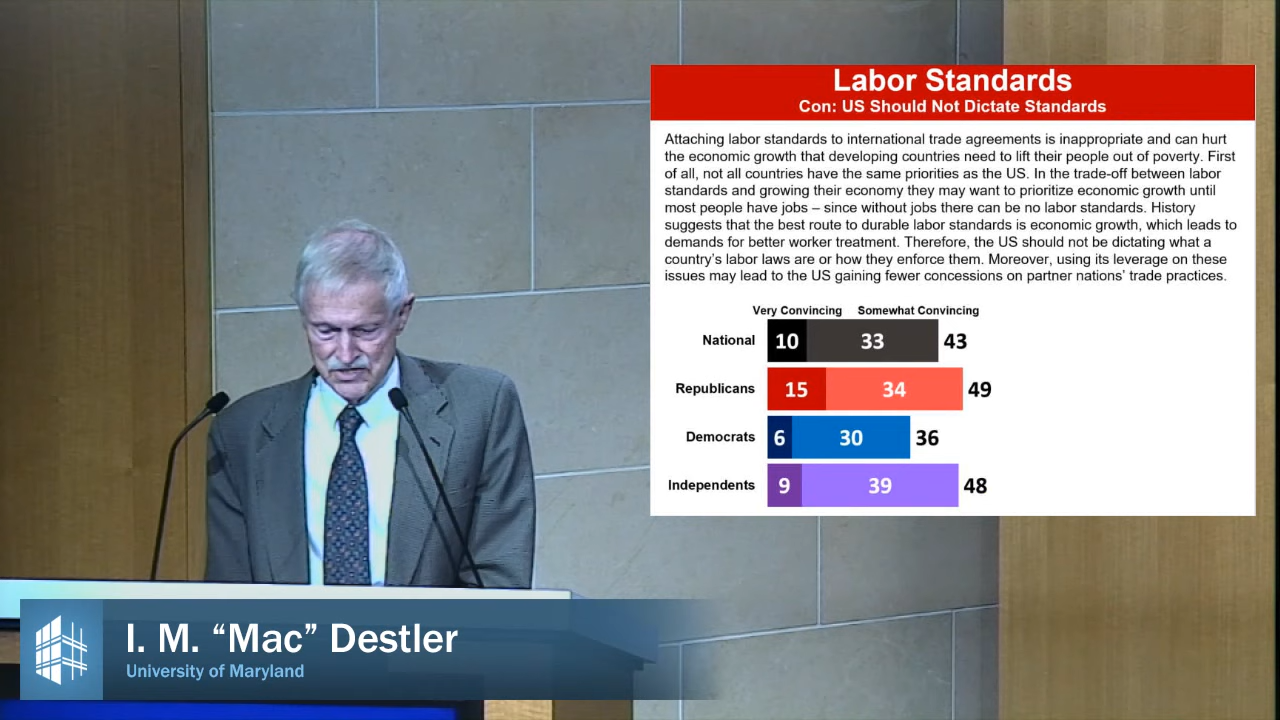 Labor Standards
Con: US Should Not Dictate Standards
Attaching labor standards to international trade agreements is inappropriate and can hurt
the economic growth that developing countries need to lift their people out of poverty. First
of all, not all countries have the same priorities as the US. In the trade-off between labor
standards and growing their economy they may want to prioritize economic growth until
most people have jobs – since without jobs there can be no labor standards. History
suggests that the best route to durable labor standards is economic growth, which leads to
demands for better worker treatment. Therefore, the US should not be dictating what a
country's labor laws are or how they enforce them. Moreover, using its leverage on these
issues may lead to the US gaining fewer concessions on partner nations' trade practices.
Very Convincing Somewhat Convincing
National 10 33 43
Republicans 15 34 49
Democrats 6 30 36
Independents 9 39 48
I. M. “Mac” Destler
University of Maryland